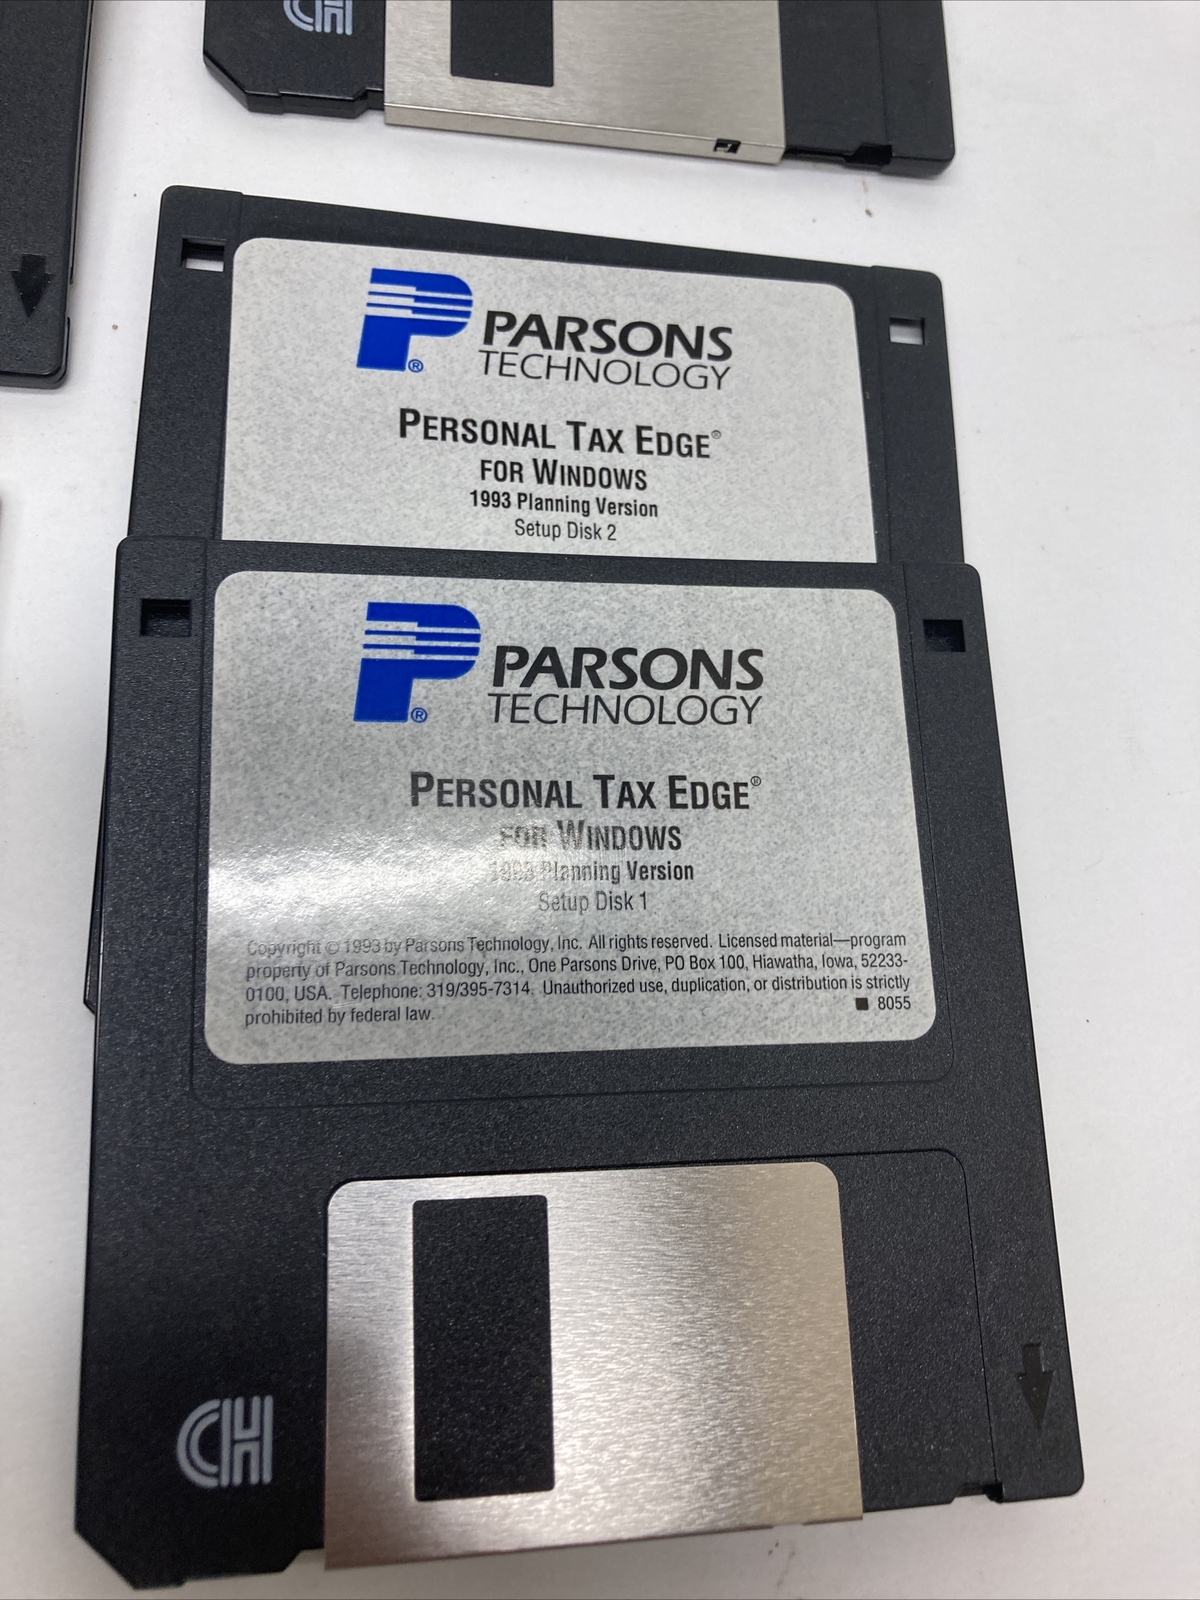 CH
PARSONS
TECHNOLOGY
®
PERSONAL TAX EDGE®
FOR WINDOWS
1993 Planning Version
Setup Disk 2
PARSONS
TECHNOLOGY
®
PERSONAL TAX EDGE®
FOR WINDOWS
1993 Planning Version
Setup Disk 1
Copyright © 1993 by Parsons Technology, Inc. All rights reserved. Licensed material—program
property of Parsons Technology, Inc., One Parsons Drive, PO Box 100, Hiawatha, Iowa, 52233-
0100, USA. Telephone: 319/395-7314. Unauthorized use, duplication, or distribution is strictly
prohibited by federal law. ■ 8055
CH